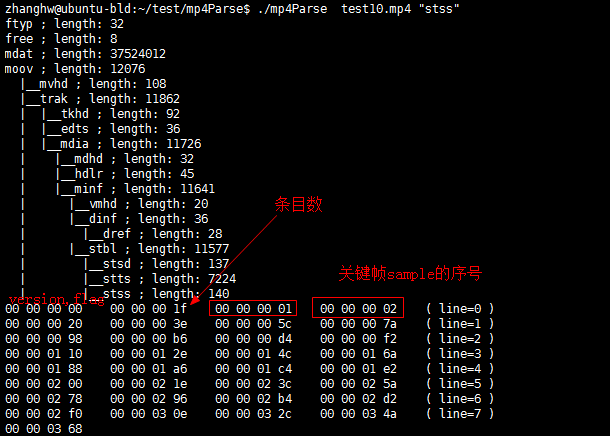 zhanghw@ubuntu-bld:~/test/mp4Parse$ ./mp4Parse  test10.mp4 "stss"
ftyp ; length: 32
free ; length: 8
mdat ; length: 37524012
moov ; length: 12076
  |__mvhd ; length: 108
  |__trak ; length: 11862
  |  |__tkhd ; length: 92
  |  |__edts ; length: 36
  |  |__mdia ; length: 11726
  |    |__mdhd ; length: 32
  |    |__hdlr ; length: 45
  |    |__minf ; length: 11641
条目数
  |      |__vmhd ; length: 20
  |      |__dinf ; length: 36
  |        |__dref ; length: 28
  |      |__stbl ; length: 11577
  |        |__stsd ; length: 137
关键帧sample的序号
  |        |__stts ; length: 7224
  |        |__stss ; length: 140
version,flag
00 00 00 00    00 00 00 1f    00 00 00 01    00 00 00 02    ( line=0 )
00 00 00 20    00 00 00 3e    00 00 00 5c    00 00 00 7a    ( line=1 )
00 00 00 98    00 00 00 b6    00 00 00 d4    00 00 00 f2    ( line=2 )
00 00 01 10    00 00 01 2e    00 00 01 4c    00 00 01 6a    ( line=3 )
00 00 01 88    00 00 01 a6    00 00 01 c4    00 00 01 e2    ( line=4 )
00 00 02 00    00 00 02 1e    00 00 02 3c    00 00 02 5a    ( line=5 )
00 00 02 78    00 00 02 96    00 00 02 b4    00 00 02 d2    ( line=6 )
00 00 02 f0    00 00 03 0e    00 00 03 2c    00 00 03 4a    ( line=7 )
00 00 03 68